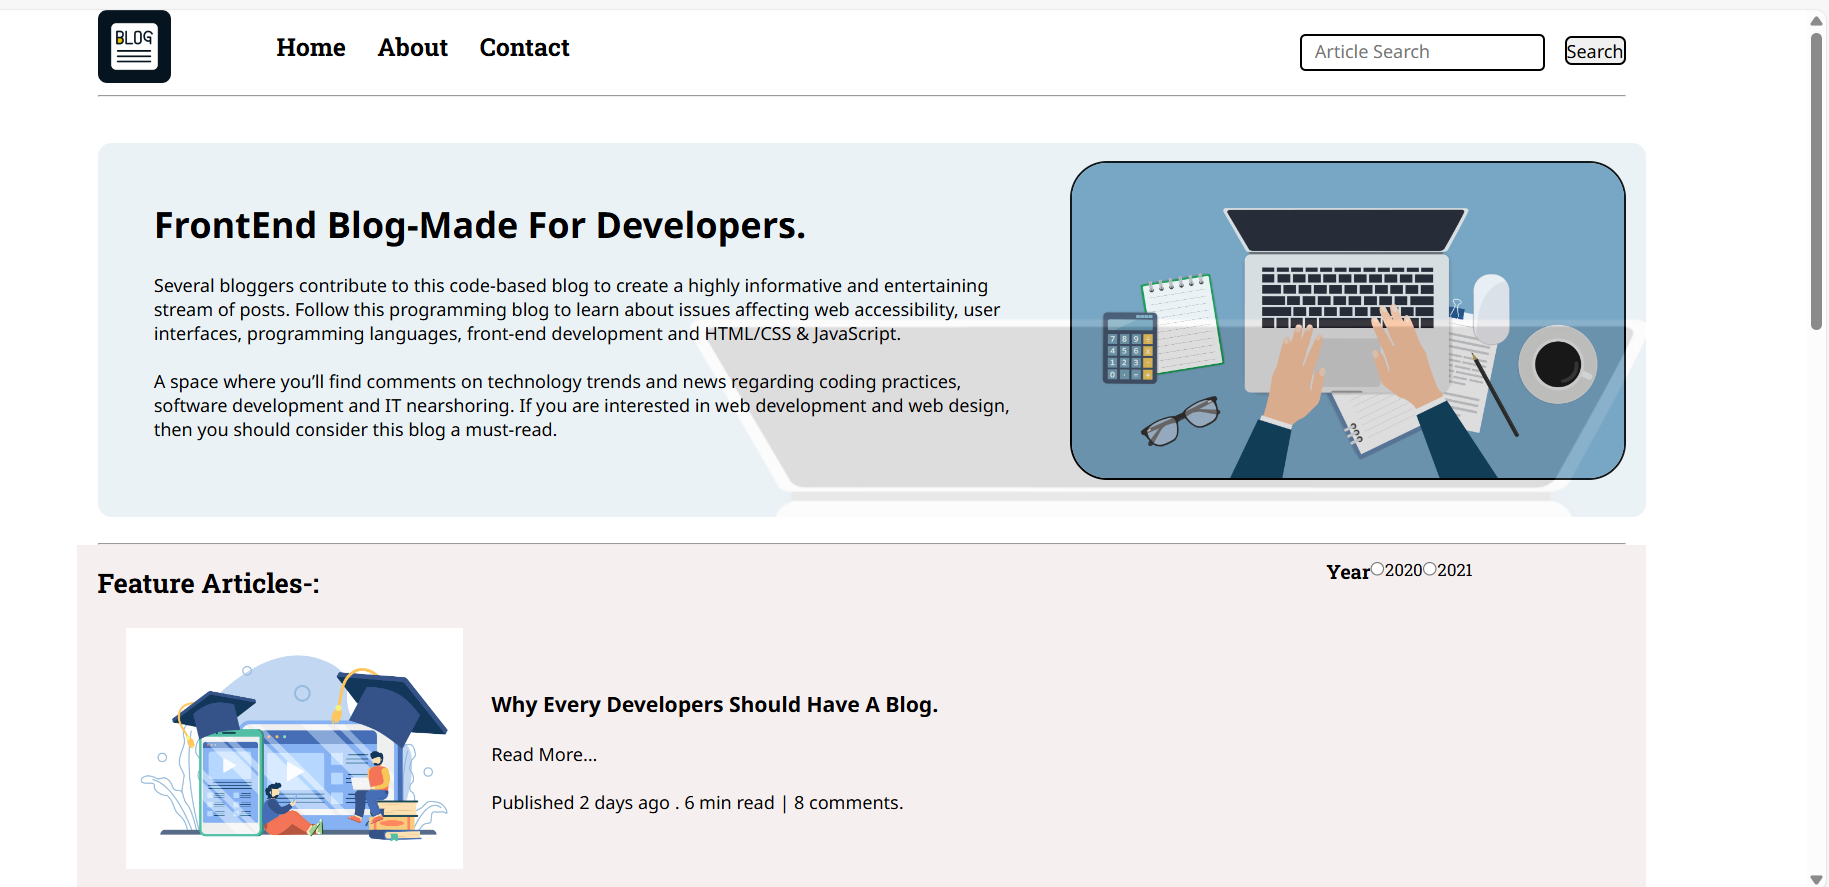 BLOG
Home About Contact
Article Search
Search
FrontEnd Blog-Made For Developers.
Several bloggers contribute to this code-based blog to create a highly informative and entertaining
stream of posts. Follow this programming blog to learn about issues affecting web accessibility, user
interfaces, programming languages, front-end development and HTML/CSS & JavaScript.
A space where you’ll find comments on technology trends and news regarding coding practices,
software development and IT nearshoring. If you are interested in web development and web design,
then you should consider this blog a must-read.
7 8 9
4 5 6
1 2 3
0
Feature Articles-:
Year 2020 2021
Why Every Developers Should Have A Blog.
Read More...
Published 2 days ago . 6 min read | 8 comments.